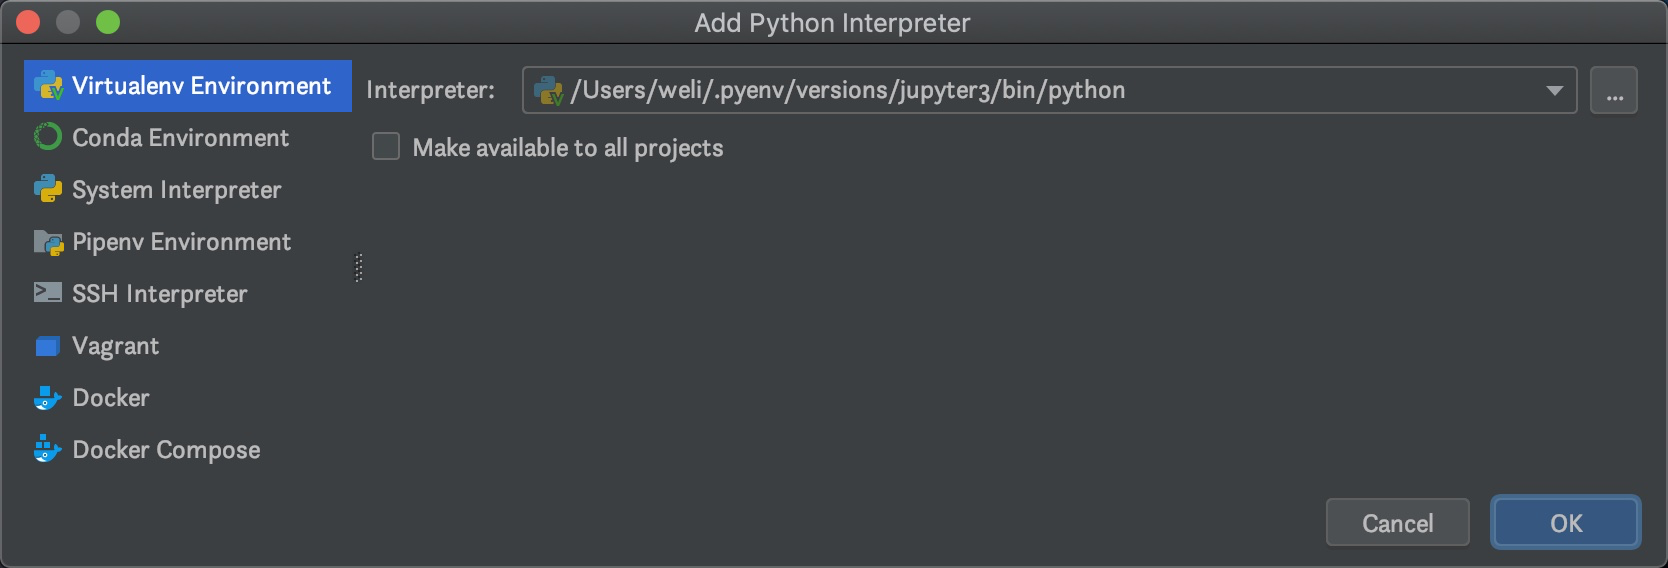 Add Python Interpreter
Virtualenv Environment
Conda Environment
System Interpreter
Pipenv Environment
SSH Interpreter
Vagrant
Docker
Docker Compose
Interpreter: /Users/weli/.pyenv/versions/jupyter3/bin/python ...
Make available to all projects
Cancel OK